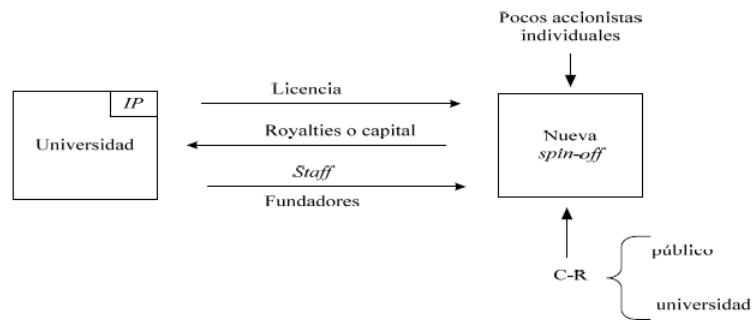 Pocos accionistas
individuales
IP
Licencia
Universidad
Royalties o capital
Nueva
spin-off
Staff
Fundadores
público
C-R
universidad